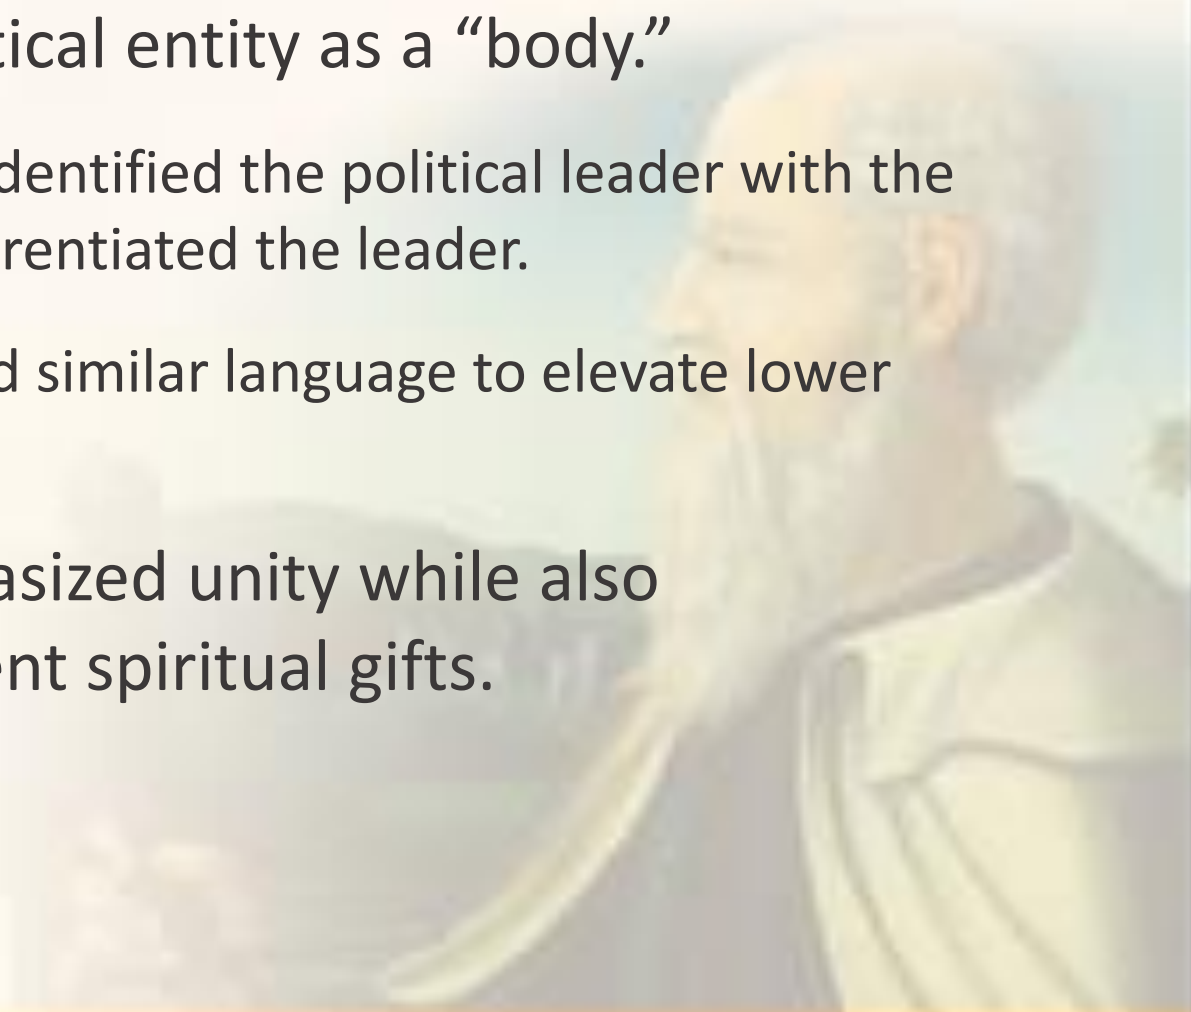 tical entity as a “body.”
dentified the political leader with the
rentiated the leader.
d similar language to elevate lower
asized unity while also
ent spiritual gifts.